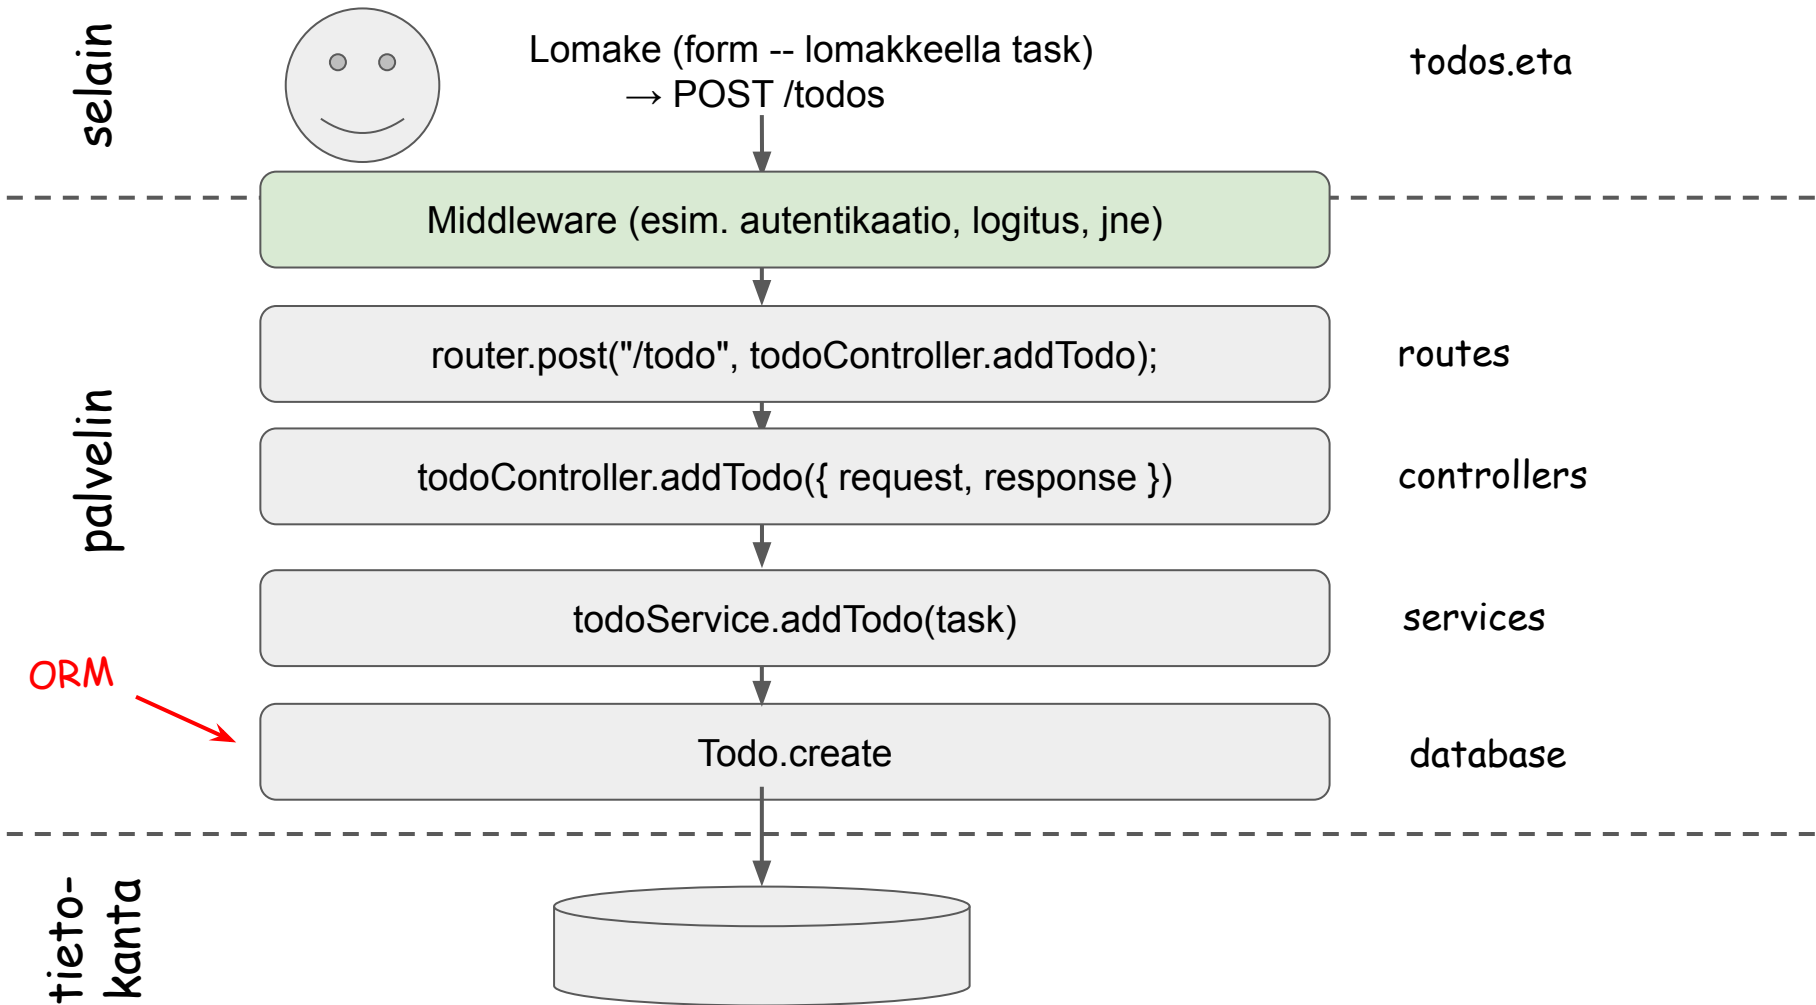 selain
Lomake (form -- lomakkeella task)
→ POST /todos
todos.eta
Middleware (esim. autentikaatio, logitus, jne)
palvelin
router.post("/todo", todoController.addTodo);
routes
todoController.addTodo({ request, response })
controllers
todoService.addTodo(task)
services
ORM
Todo.create
database
tieto-
kanta